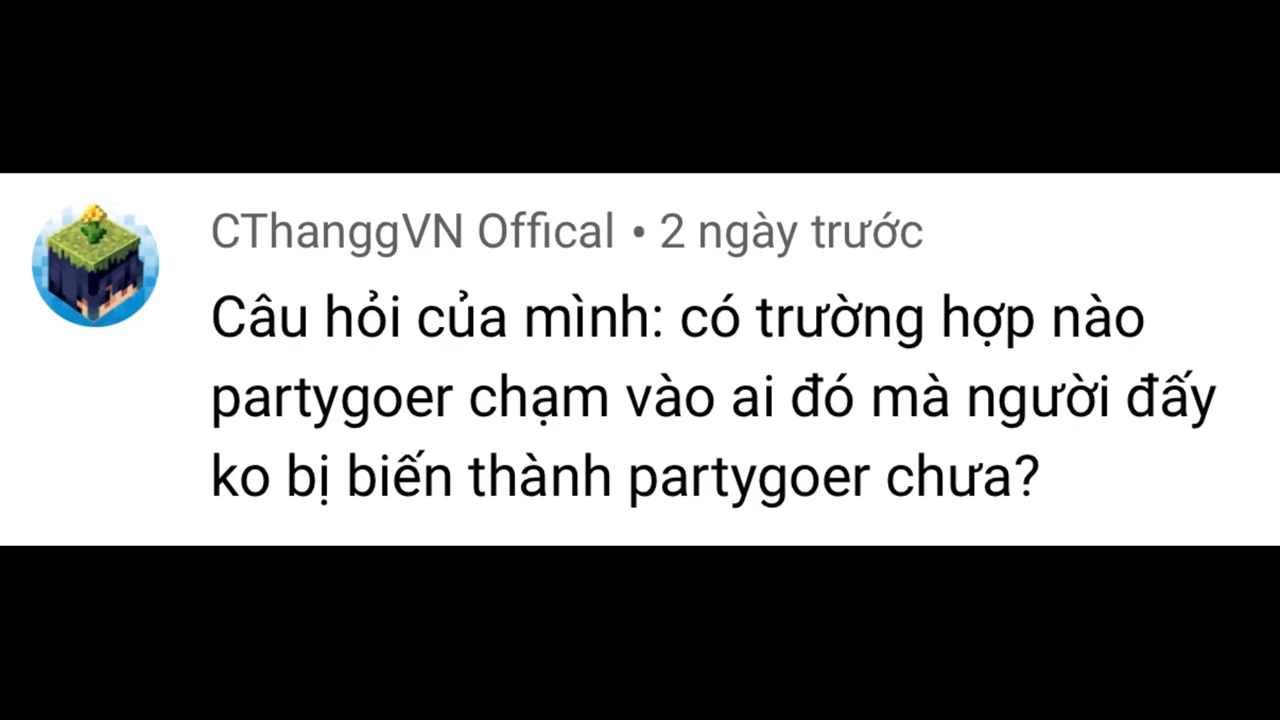 CThanggVN Offical • 2 ngày trước
Câu hỏi của mình: có trường hợp nào
partygoer chạm vào ai đó mà người đấy
ko bị biến thành partygoer chưa?